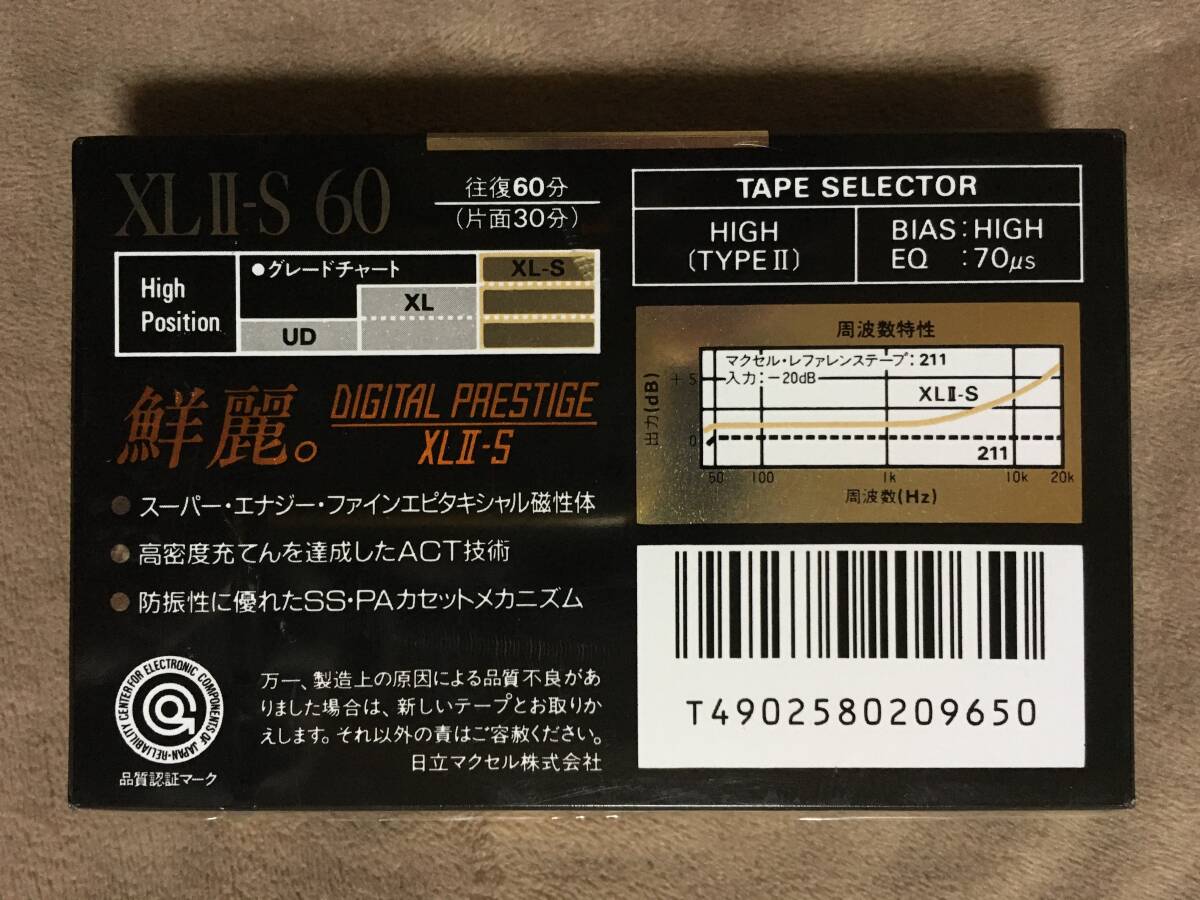 XLⅡ-S 60
往復60分
(片面30分)
High
Position
●グレードチャート
XL-S
XL
UD
鮮麗。
DIGITAL PRESTIGE
XLⅡ-S
● スーパー・エナジー・ファインエピタキシャル磁性体
● 高密度充てんを達成したACT技術
● 防振性に優れたSS・PAカセットメカニズム
RELIABILITY CENTER FOR ELECTRONIC COMPONENTS OF JAPAN
品質認証マーク
万一、製造上の原因による品質不良があ
りました場合は、新しいテープとお取りか
えします。それ以外の責はご容赦ください。
日立マクセル株式会社
TAPE SELECTOR
HIGH
(TYPEⅡ)
BIAS:HIGH
EQ :70μs
周波数特性
マクセル・レファレンステープ:211
入力:-20dB
出力(dB)
+5
0
XLⅡ-S
211
50 100 1k 10k 20k
周波数(Hz)
T4902580209650